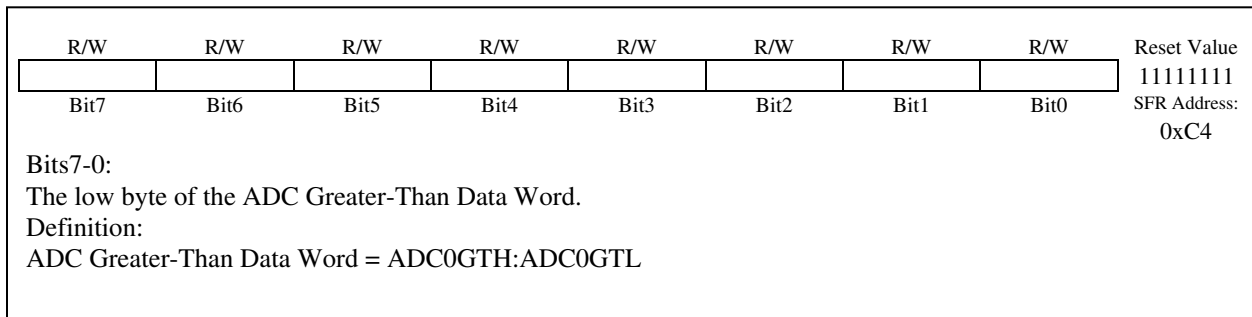 R/W R/W R/W R/W R/W R/W R/W R/W Reset Value
11111111
Bit7 Bit6 Bit5 Bit4 Bit3 Bit2 Bit1 Bit0 SFR Address:
0xC4
Bits7-0:
The low byte of the ADC Greater-Than Data Word.
Definition:
ADC Greater-Than Data Word = ADC0GTH:ADC0GTL